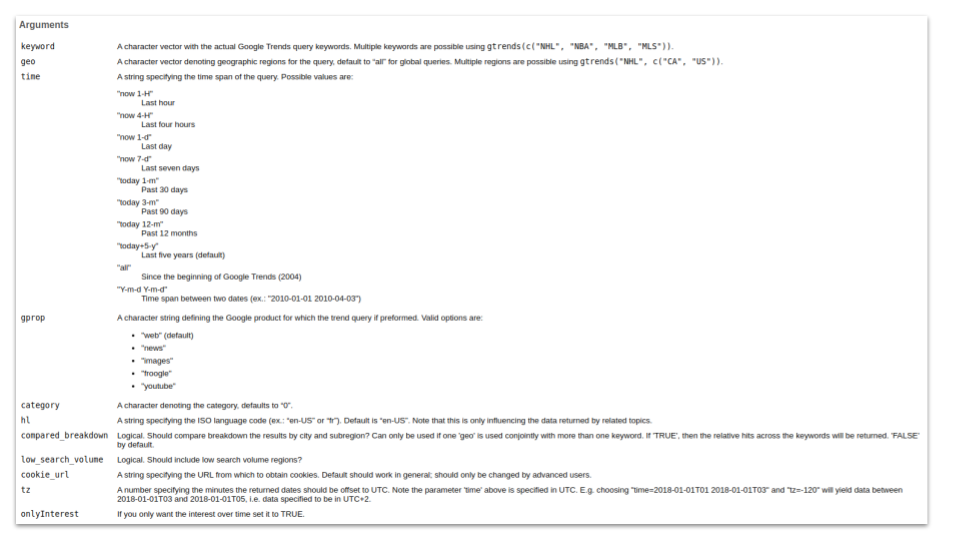 Arguments
keyword A character vector with the actual Google Trends query keywords. Multiple keywords are possible using gtrends(c("NHL", "NBA", "MLB", "MLS")).
geo A character vector denoting geographic regions for the query, default to “all” for global queries. Multiple regions are possible using gtrends("NHL", c("CA", "US")).
time A string specifying the time span of the query. Possible values are:
"now 1-H"
Last hour
"now 4-H"
Last four hours
"now 1-d"
Last day
"now 7-d"
Last seven days
"today 1-m"
Past 30 days
"today 3-m"
Past 90 days
"today 12-m"
Past 12 months
"today+5-y"
Last five years (default)
"all"
Since the beginning of Google Trends (2004)
"Y-m-d Y-m-d"
Time span between two dates (ex.: "2010-01-01 2010-04-03")
gprop A character string defining the Google product for which the trend query if preformed. Valid options are:
• "web" (default)
• "news"
• "images"
• "froogle"
• "youtube"
category A character denoting the category, defaults to “0”.
hl A string specifying the ISO language code (ex.: “en-US” or “fr”). Default is “en-US”. Note that this is only influencing the data returned by related topics.
compared_breakdown Logical. Should compare breakdown the results by city and subregion? Can only be used if one 'geo' is used conjointly with more than one keyword. If 'TRUE', then the relative hits across the keywords will be returned. 'FALSE'
by default.
low_search_volume Logical. Should include low search volume regions?
cookie_url A string specifying the URL from which to obtain cookies. Default should work in general; should only be changed by advanced users.
tz A number specifying the minutes the returned dates should be offset to UTC. Note the parameter 'time' above is specified in UTC. E.g. choosing "time=2018-01-01T01 2018-01-01T03" and "tz=-120" will yield data between
2018-01-01T03 and 2018-01-01T05, i.e. data specified to be in UTC+2.
onlyInterest If you only want the interest over time set it to TRUE.